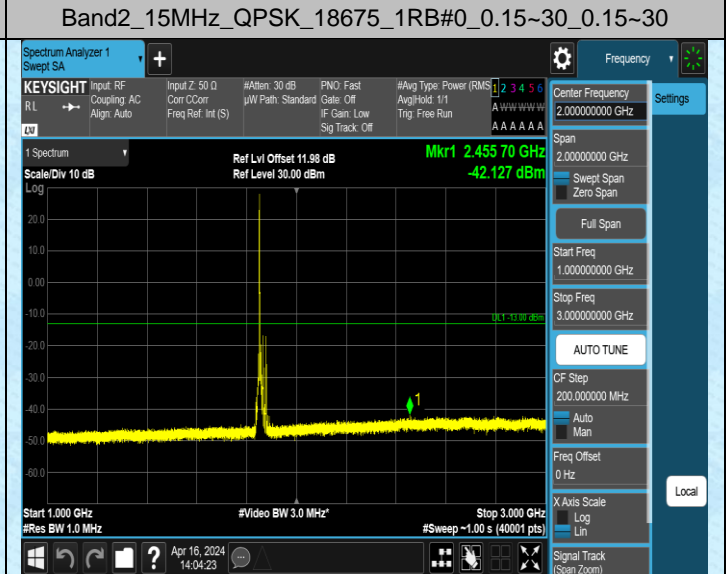 Band2_15MHz_QPSK_18675_1RB#0_0.15~30_0.15~30
Spectrum Analyzer 1
Swept SA
+
Frequency
KEYSIGHT
RL
LXI
Input: RF
Coupling: AC
Align: Auto
Input Z: 50 Ω
Corr CCorr
Freq Ref: Int (S)
#Atten: 30 dB
µW Path: Standard
PNO: Fast
Gate: Off
IF Gain: Low
Sig Track: Off
#Avg Type: Power (RMS
Avg|Hold: 1/1
Trig: Free Run
1 2 3 4 5 6
A W W W W W
A A A A A A
1 Spectrum
Scale/Div 10 dB
Log
Ref Lvl Offset 11.98 dB
Ref Level 30.00 dBm
Mkr1 2.455 70 GHz
-42.127 dBm
20.0
10.0
0.00
-10.0
-20.0
-30.0
-40.0
-50.0
-60.0
DL1 -13.00 dBm
1
Start 1.000 GHz
#Res BW 1.0 MHz
#Video BW 3.0 MHz*
Stop 3.000 GHz
#Sweep ~1.00 s (40001 pts)
Center Frequency
2.000000000 GHz
Span
2.00000000 GHz
Swept Span
Zero Span
Full Span
Start Freq
1.000000000 GHz
Stop Freq
3.000000000 GHz
AUTO TUNE
CF Step
200.000000 MHz
Auto
Man
Freq Offset
0 Hz
X Axis Scale
Log
Lin
Signal Track
(Span Zoom)
Settings
Local
?
Apr 16, 2024
14:04:23